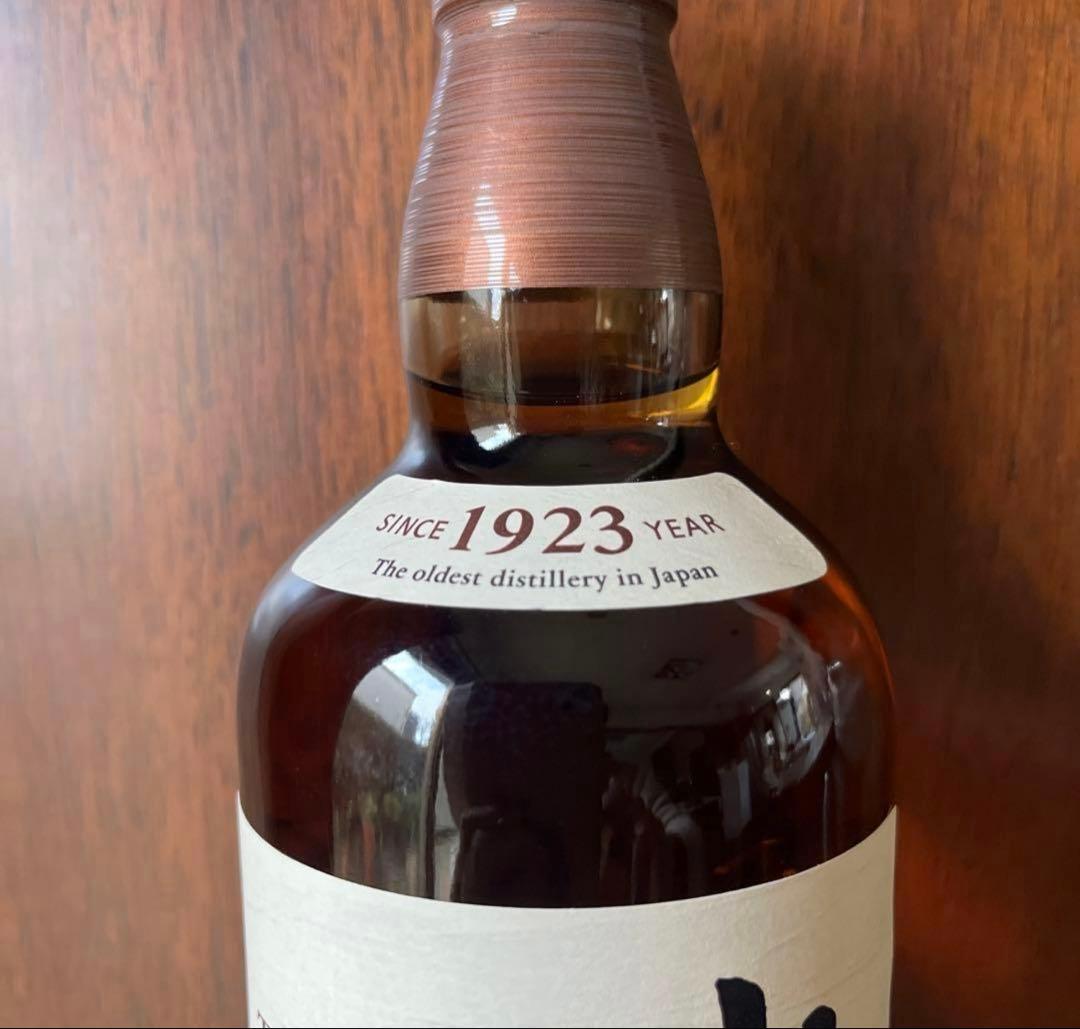 SINCE 1923 YEAR
The oldest distillery in Japan